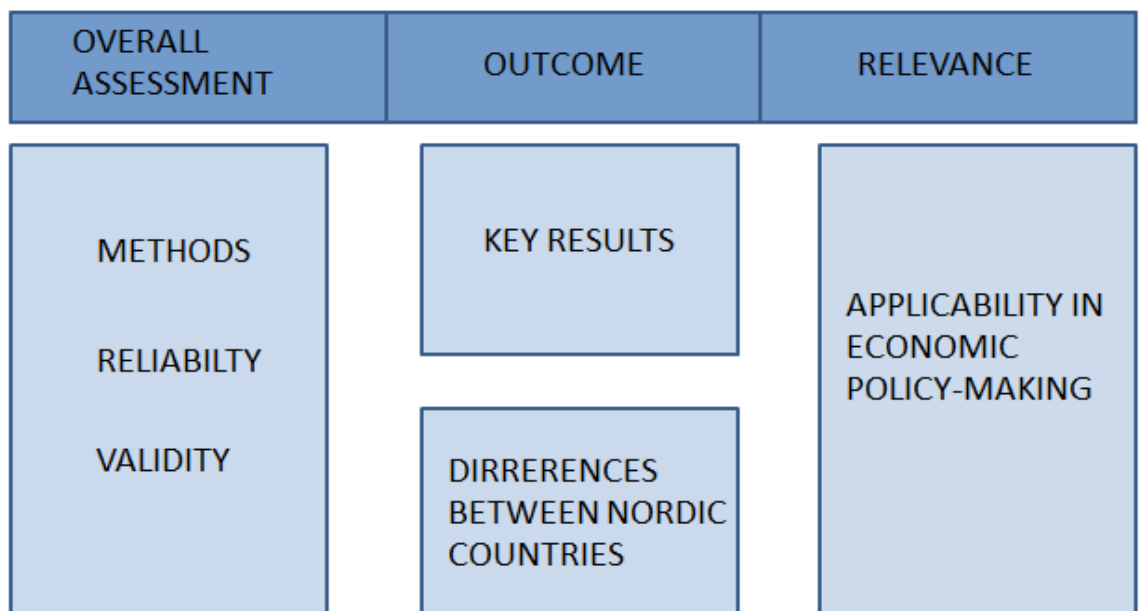 OVERALL
ASSESSMENT
OUTCOME
RELEVANCE
METHODS
RELIABILTY
VALIDITY
KEY RESULTS
DIRRERENCES
BETWEEN NORDIC
COUNTRIES
APPLICABILITY IN
ECONOMIC
POLICY-MAKING